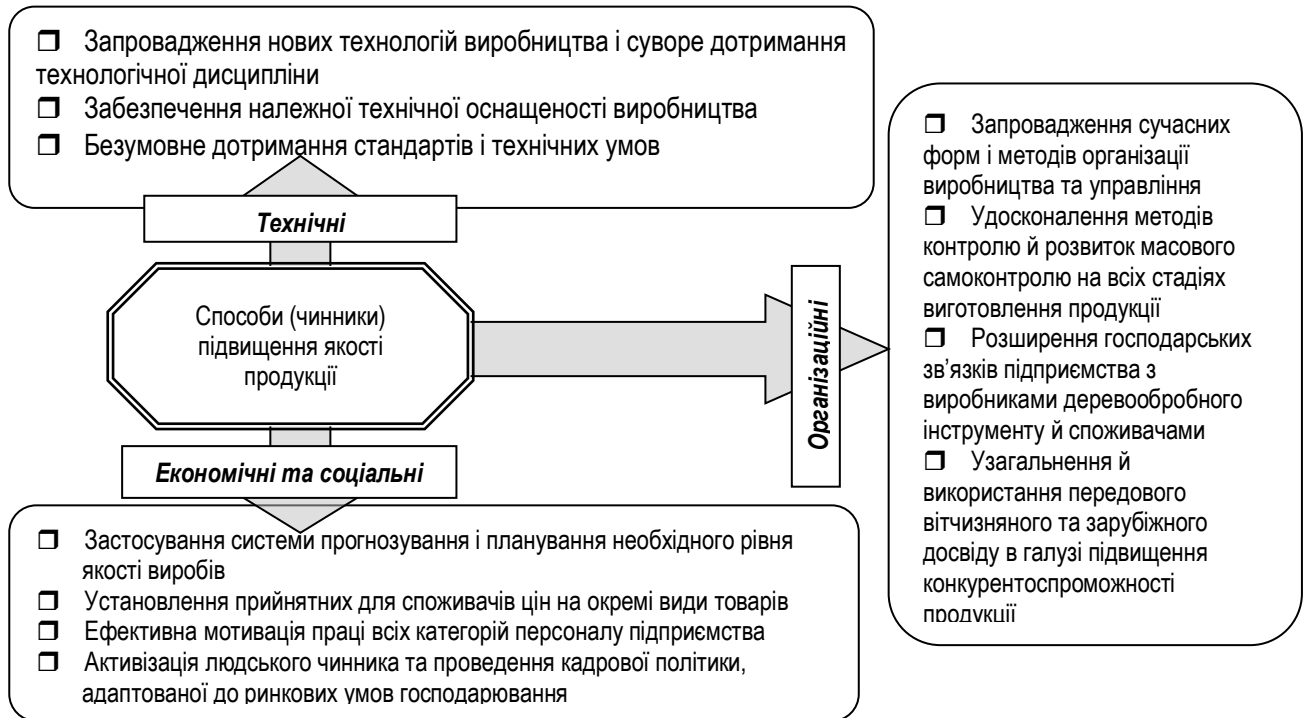 ❒ Запровадження нових технологій виробництва і суворе дотримання
технологічної дисципліни
❒ Забезпечення належної технічної оснащеності виробництва
❒ Безумовне дотримання стандартів і технічних умов
Технічні
Способи (чинники)
підвищення якості
продукції
Економічні та соціальні
❒ Застосування системи прогнозування і планування необхідного рівня
якості виробів
❒ Установлення прийнятних для споживачів цін на окремі види товарів
❒ Ефективна мотивація праці всіх категорій персоналу підприємства
❒ Активізація людського чинника та проведення кадрової політики,
адаптованої до ринкових умов господарювання
Організаційні
❒ Запровадження сучасних
форм і методів організації
виробництва та управління
❒ Удосконалення методів
контролю й розвиток масового
самоконтролю на всіх стадіях
виготовлення продукції
❒ Розширення господарських
зв’язків підприємства з
виробниками деревообробного
інструменту й споживачами
❒ Узагальнення й
використання передового
вітчизняного та зарубіжного
досвіду в галузі підвищення
конкурентоспроможності
продукції